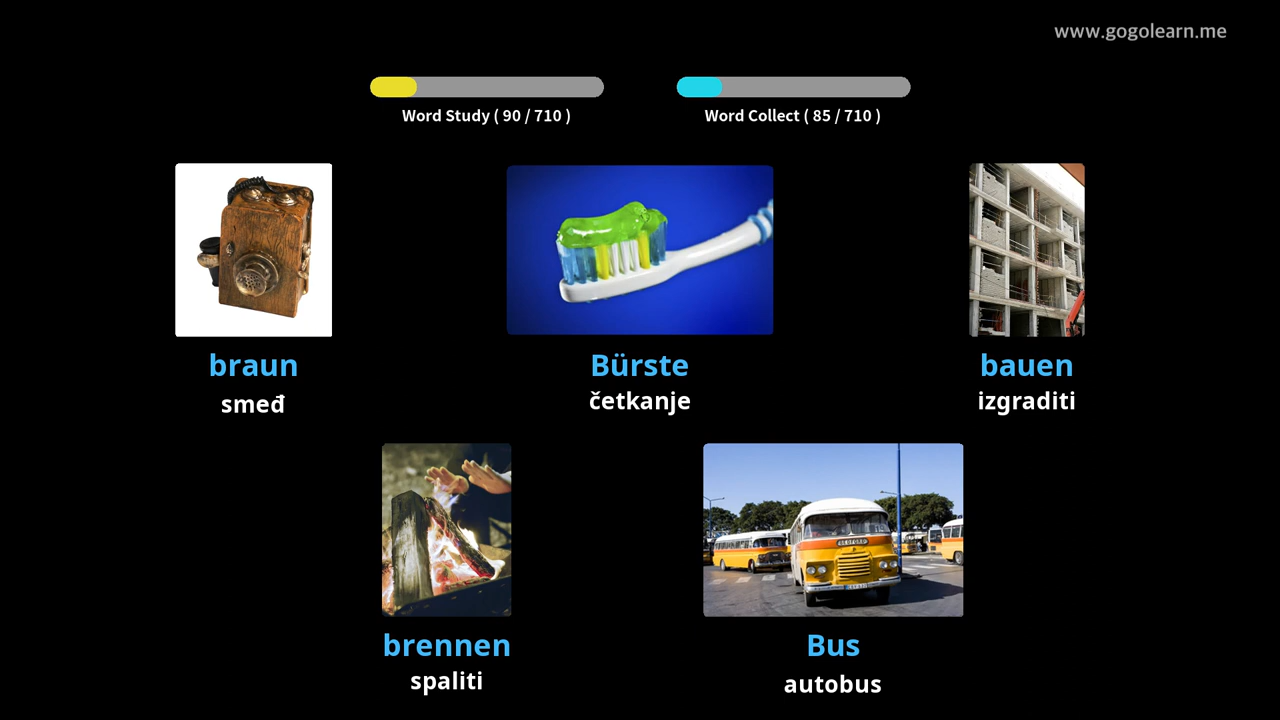 www.gogolearn.me
Word Study ( 90 / 710 )
Word Collect ( 85 / 710 )
braun
smeđ
Bürste
četkanje
bauen
izgraditi
BEDFORD
brennen
spaliti
Bus
autobus